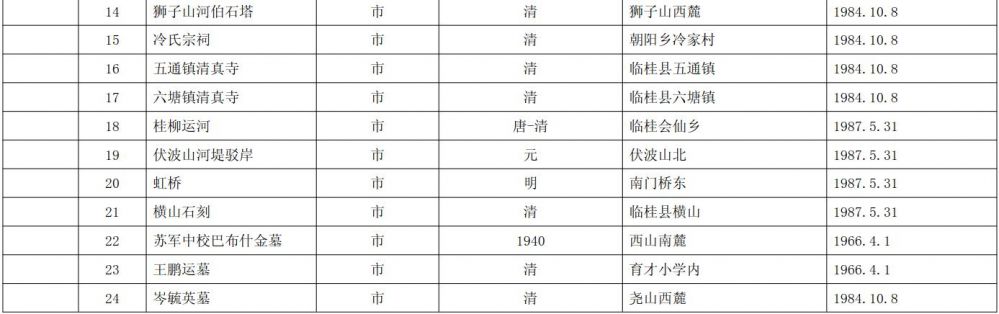 14 狮子山河伯石塔 市 清 狮子山西麓 1984.10.8
15 冷氏宗祠 市 清 朝阳乡冷家村 1984.10.8
16 五通镇清真寺 市 清 临桂县五通镇 1984.10.8
17 六塘镇清真寺 市 清 临桂县六塘镇 1984.10.8
18 桂柳运河 市 唐-清 临桂会仙乡 1987.5.31
19 伏波山河堤驳岸 市 元 伏波山北 1987.5.31
20 虹桥 市 明 南门桥东 1987.5.31
21 横山石刻 市 清 临桂县横山 1987.5.31
22 苏军中校巴布什金墓 市 1940 西山南麓 1966.4.1
23 王鹏运墓 市 清 育才小学内 1966.4.1
24 岑毓英墓 市 清 尧山西麓 1984.10.8